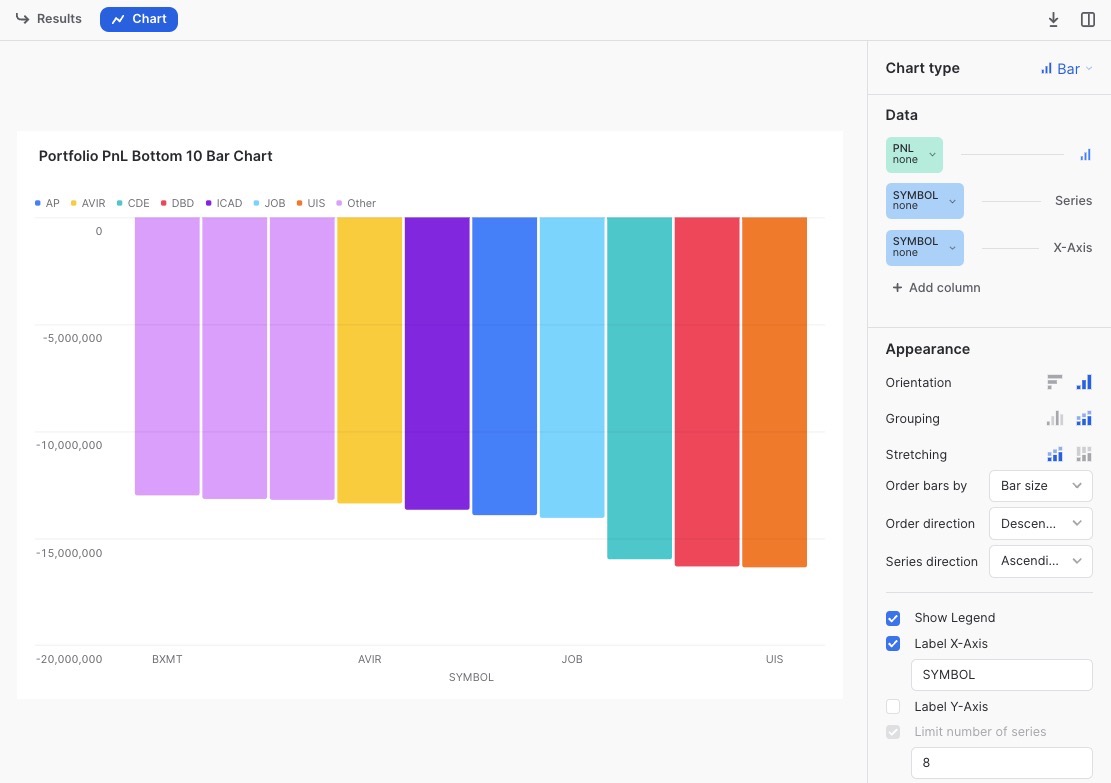 Results
Chart
Chart type
Bar
Data
PNL
none
SYMBOL
none
Series
SYMBOL
none
X-Axis
+ Add column
Portfolio PnL Bottom 10 Bar Chart
AP AVIR CDE DBD ICAD JOB UIS Other
0
-5,000,000
-10,000,000
-15,000,000
-20,000,000
BXMT AVIR JOB UIS
SYMBOL
Appearance
Orientation
Grouping
Stretching
Order bars by Bar size
Order direction Descen...
Series direction Ascendi...
Show Legend
Label X-Axis
SYMBOL
Label Y-Axis
Limit number of series
8